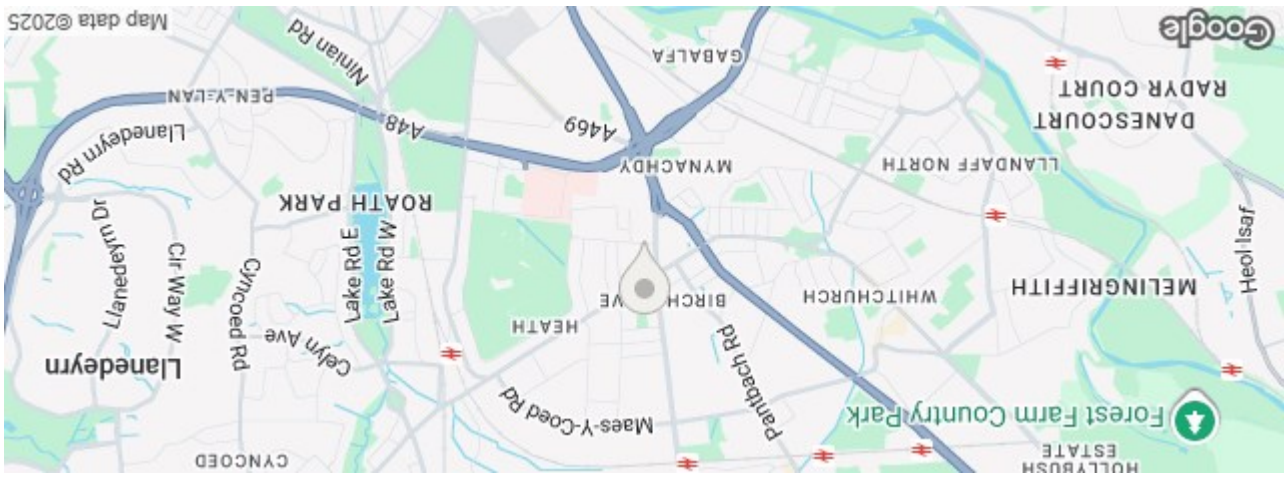 HOLLYBUSH
ESTATE
CYNCOED
Forest Farm Country Park
Maes-Y-Coed Rd
Pantbach Rd
Llanedeyrn
Celyn Ave
HEATH
Cyncoed Rd
Cir Way W
Llanedeyrn Dr
MELINGRIFFITH
WHITCHURCH
BIRCH VE
Heol Isaf
Lake Rd W
Lake Rd E
ROATH PARK
LLANDAFF NORTH
MYNACHDY
Llanedeyrn Rd
DANESCOURT
RADYR COURT
A469
A48
PEN-Y-LAN
GABALFA
Ninian Rd
Google
Map data ©2025